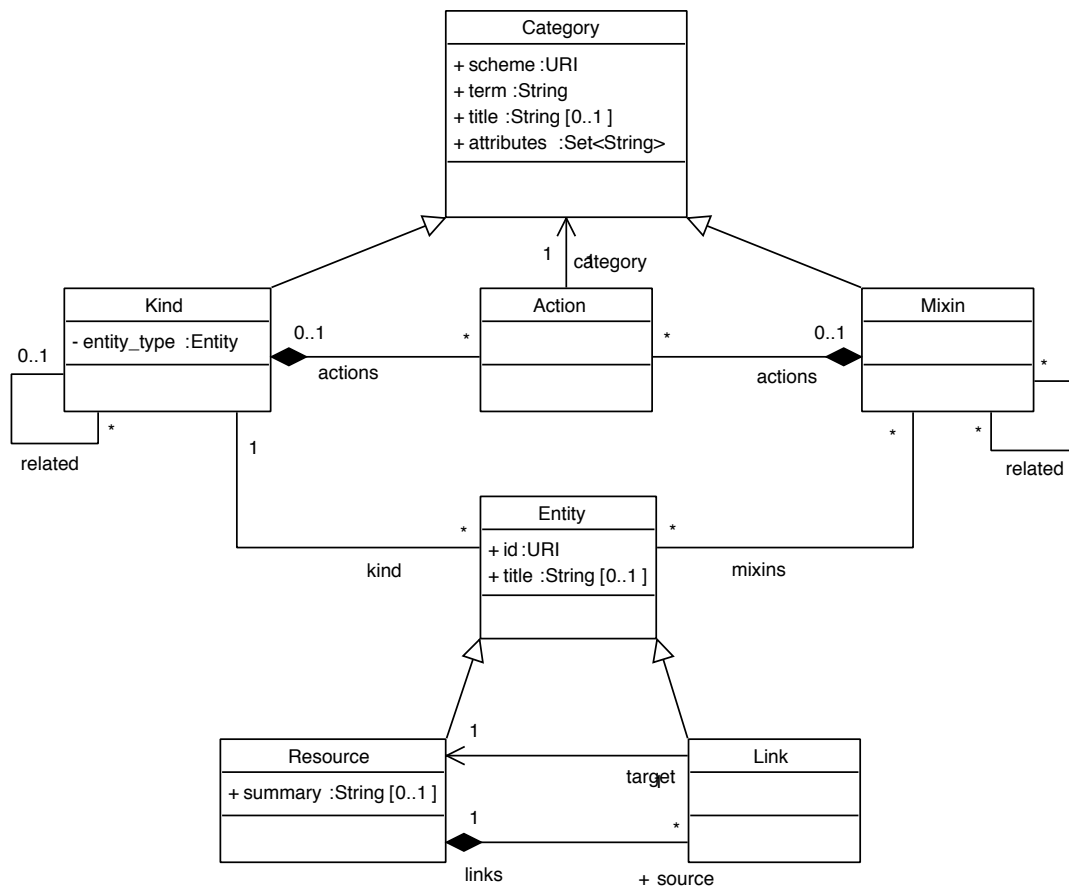 Category
+ scheme :URI
+ term :String
+ title :String [0..1 ]
+ attributes :Set<String>
1
1
category
Kind
- entity_type :Entity
Action
Mixin
0..1
0..1
*
actions
*
0..1
actions
*
*
related
1
*
*
related
Entity
+ id :URI
+ title :String [0..1 ]
*
kind
*
mixins
Resource
+ summary :String [0..1 ]
1
target
1
Link
1
links
*
+ source